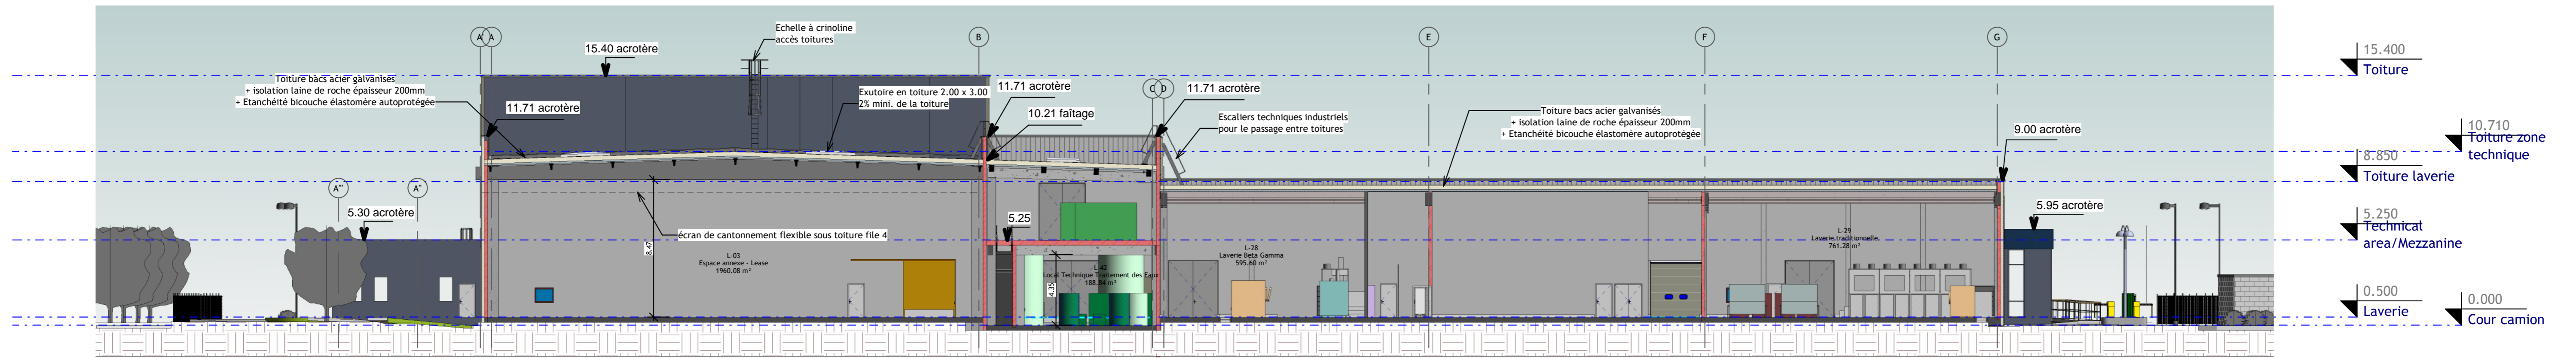 Echelle à crinoline
accès toitures
A'
A
B
E
F
G
15.40 acrotère
15.400
Toiture
Toiture bacs acier galvanisés
+ isolation laine de roche épaisseur 200mm
+ Etanchéité bicouche élastomère autoprotégée
11.71 acrotère
Exutoire en toiture 2.00 x 3.00
2% mini. de la toiture
11.71 acrotère
10.21 faîtage
C
D
11.71 acrotère
Escaliers techniques industriels
pour le passage entre toitures
Toiture bacs acier galvanisés
+ isolation laine de roche épaisseur 200mm
+ Etanchéité bicouche élastomère autoprotégée
9.00 acrotère
10.710
Toiture zone
technique
8.850
Toiture laverie
A'''
A''
5.30 acrotère
5.25
5.95 acrotère
5.250
Technical
area/Mezzanine
écran de cantonnement flexible sous toiture file 4
8.47
L-03
Espace annexe - Lease
1960.08 m²
L-42
Local Technique Traitement des Eaux
188.84 m²
4.35
L-28
Laverie Beta Gamma
595.60 m²
L-29
Laverie traditionnelle
761.28 m²
0.500
Laverie
0.000
Cour camion